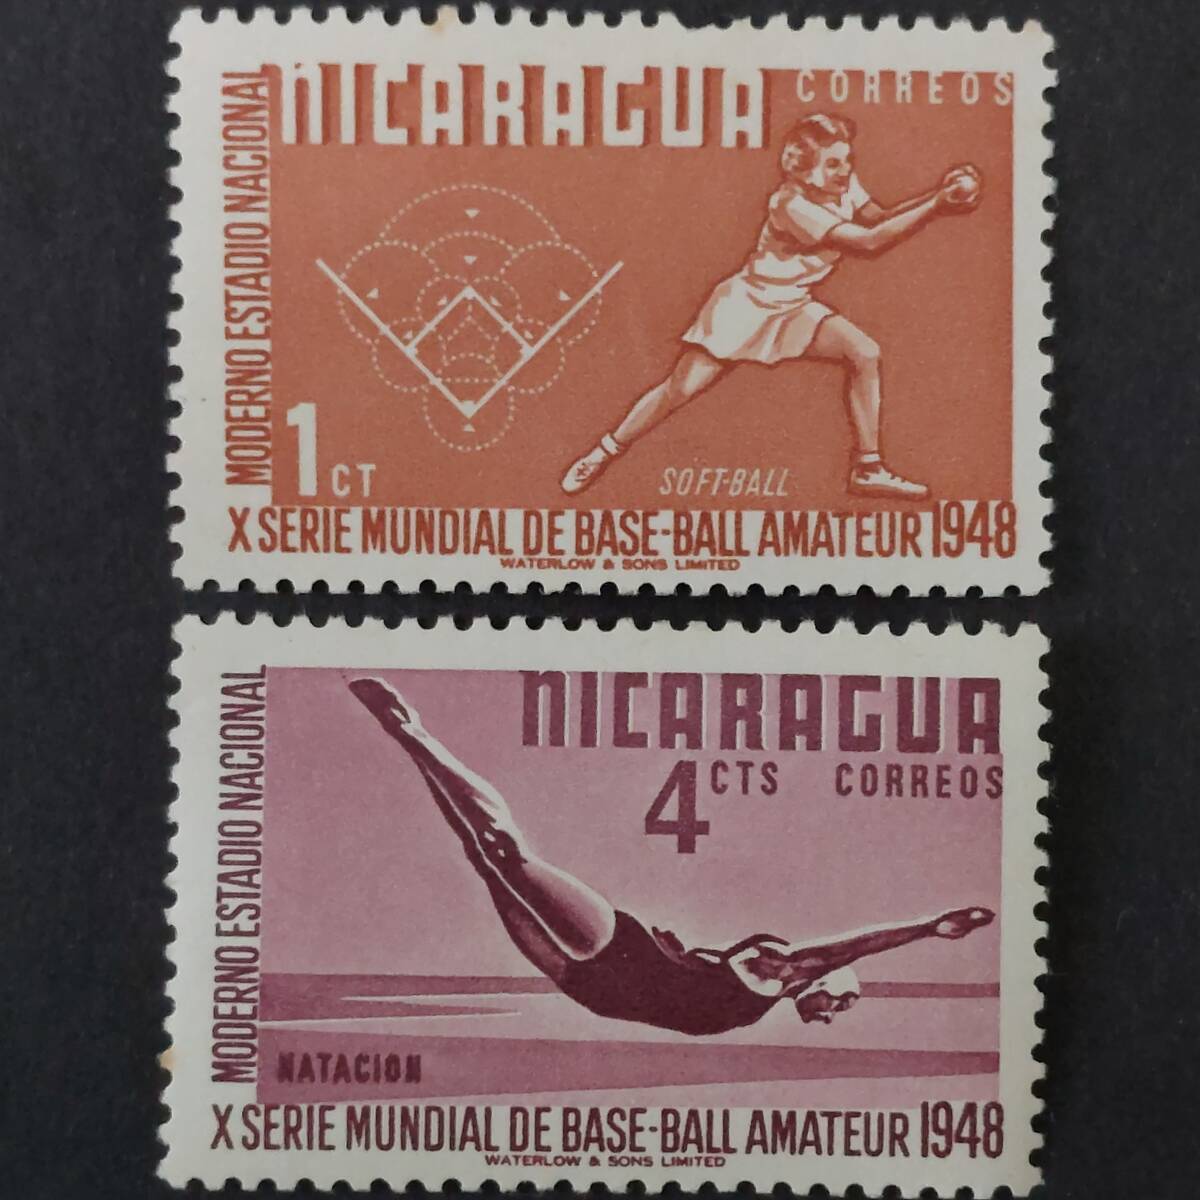 NICARAGUA
CORREOS
MODERNO ESTADIO NACIONAL
1 CT
SOFT-BALL
X SERIE MUNDIAL DE BASE-BALL AMATEUR 1948
WATERLOW & SONS LIMITED
NICARAGUA
4 CTS CORREOS
MODERNO ESTADIO NACIONAL
NATACION
X SERIE MUNDIAL DE BASE-BALL AMATEUR 1948
WATERLOW & SONS LIMITED